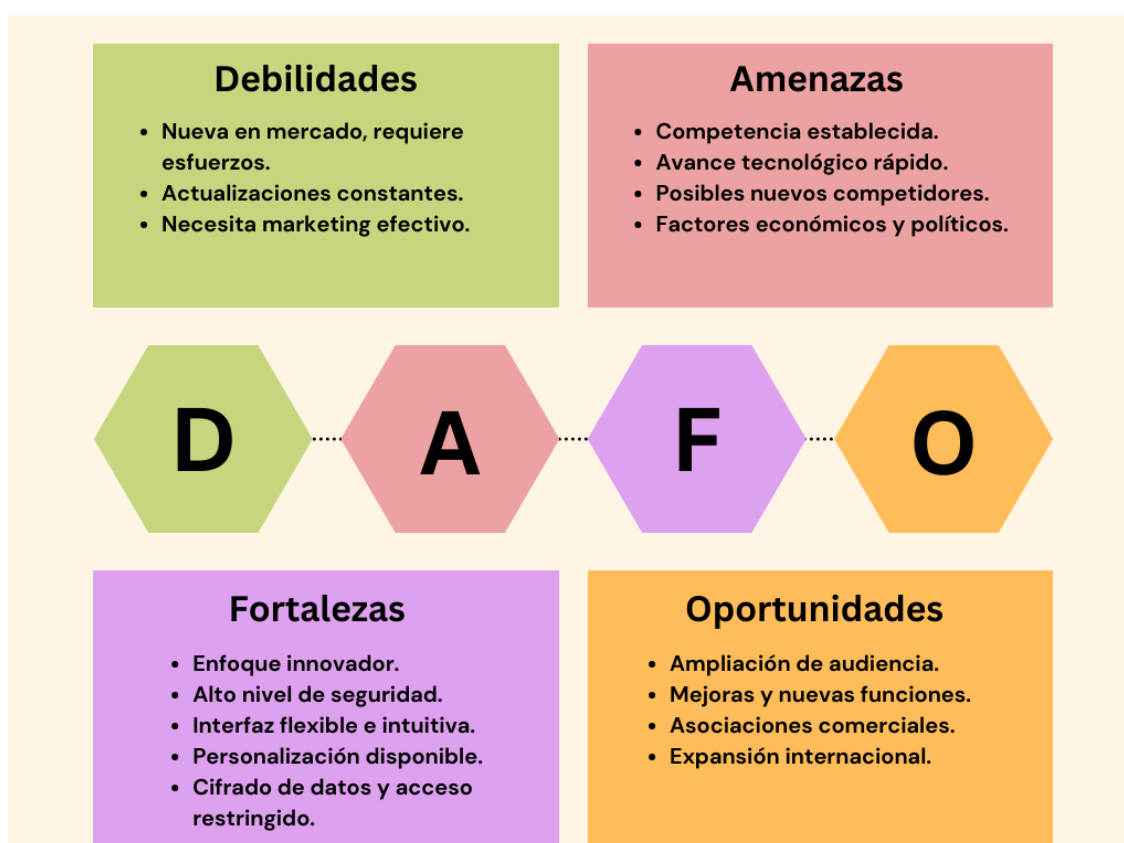 Debilidades
• Nueva en mercado, requiere
esfuerzos.
• Actualizaciones constantes.
• Necesita marketing efectivo.
Amenazas
• Competencia establecida.
• Avance tecnológico rápido.
• Posibles nuevos competidores.
• Factores económicos y políticos.
D A F O
Fortalezas
• Enfoque innovador.
• Alto nivel de seguridad.
• Interfaz flexible e intuitiva.
• Personalización disponible.
• Cifrado de datos y acceso
restringido.
Oportunidades
• Ampliación de audiencia.
• Mejoras y nuevas funciones.
• Asociaciones comerciales.
• Expansión internacional.